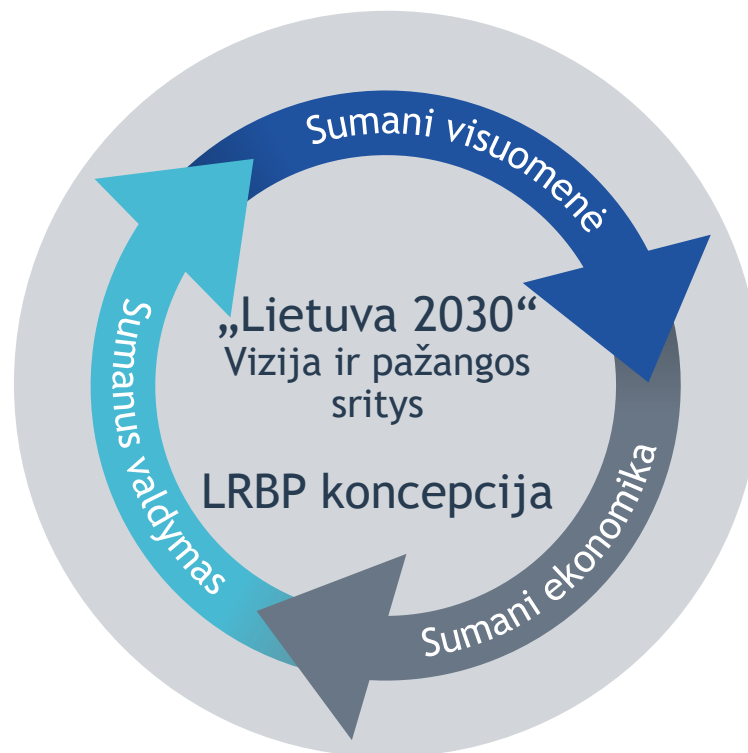 Sumani visuomenė
„Lietuva 2030“
Vizija ir pažangos
sritys
LRBP koncepcija
Sumanus valdymas
Sumani ekonomika